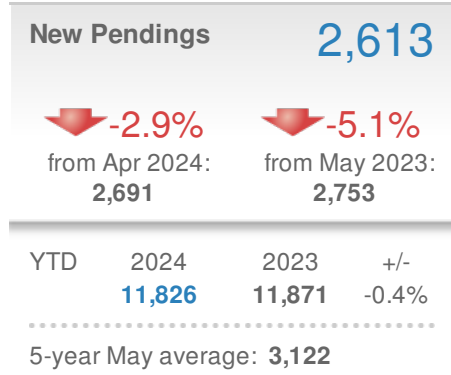 New Pendings 2,613
-2.9% -5.1%
from Apr 2024: from May 2023:
2,691 2,753
YTD 2024 2023 +/-
11,826 11,871 -0.4%
5-year May average: 3,122